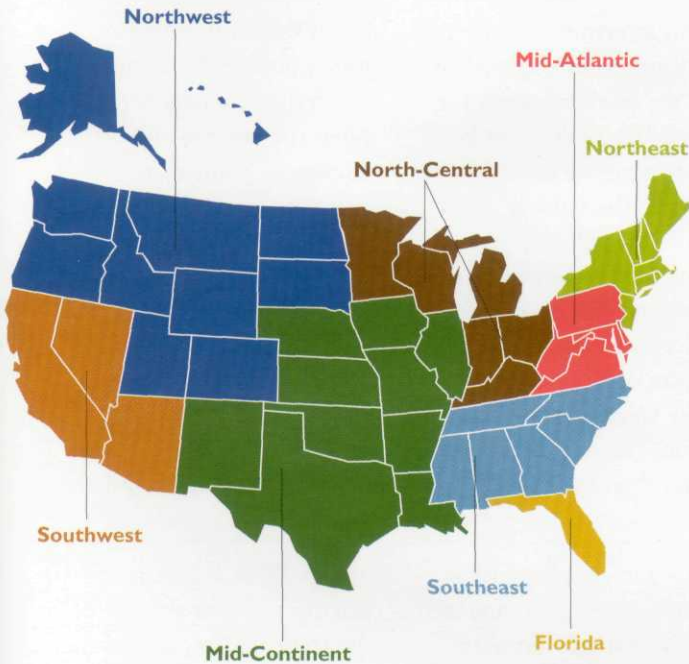 Northwest
Mid-Atlantic
Northeast
North-Central
Southwest
Southeast
Florida
Mid-Continent